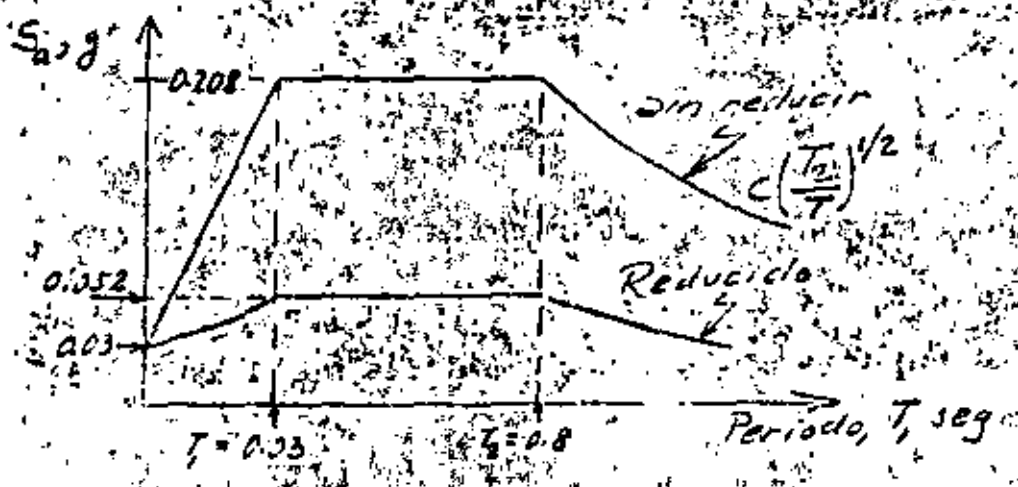 Sa, g
0.208
Sin reducir
C(T2/T)^1/2
0.052
Reducido
0.03
T1 = 0.33
T2 = 0.8
Periodo, T, seg